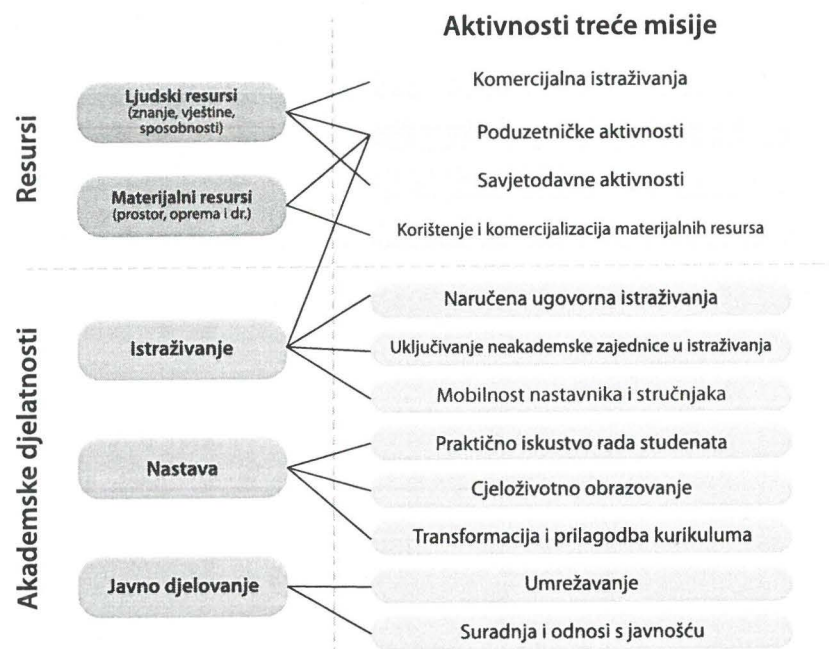 Aktivnosti treće misije
Resursi
Ljudski resursi
(znanje, vještine,
sposobnosti)
Materijalni resursi
(prostor, oprema i dr.)
Komercijalna istraživanja
Poduzetničke aktivnosti
Savjetodavne aktivnosti
Korištenje i komercijalizacija materijalnih resursa
Akademske djelatnosti
Istraživanje
Nastava
Javno djelovanje
Naručena ugovorna istraživanja
Uključivanje neakademske zajednice u istraživanja
Mobilnost nastavnika i stručnjaka
Praktično iskustvo rada studenata
Cjeloživotno obrazovanje
Transformacija i prilagodba kurikuluma
Umrežavanje
Suradnja i odnosi s javnošću